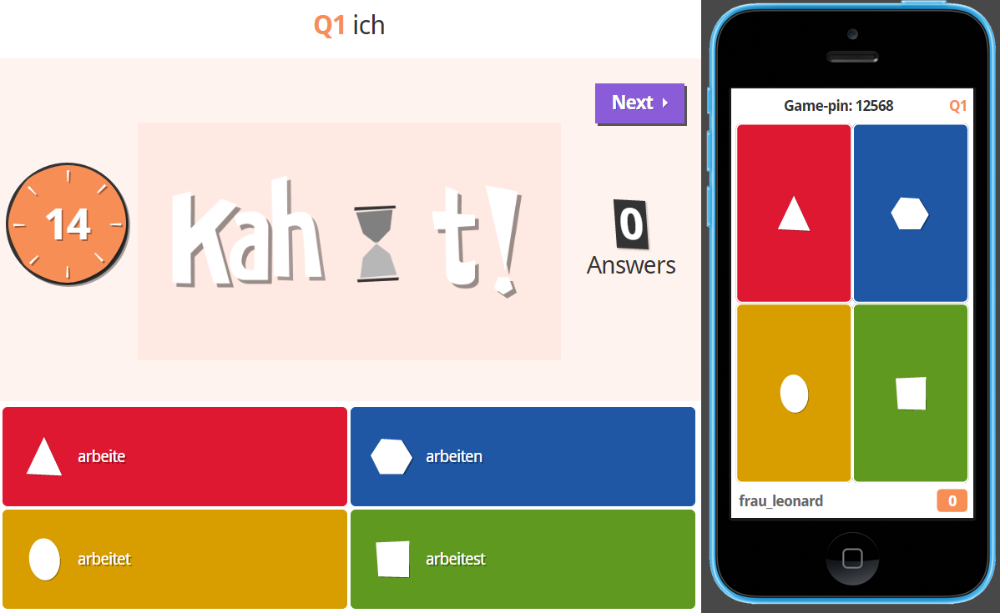 Q1 ich
Next
14
Kah t!
0
Answers
arbeite
arbeiten
arbeitet
arbeitest
Game-pin: 12568 Q1
frau_leonard 0